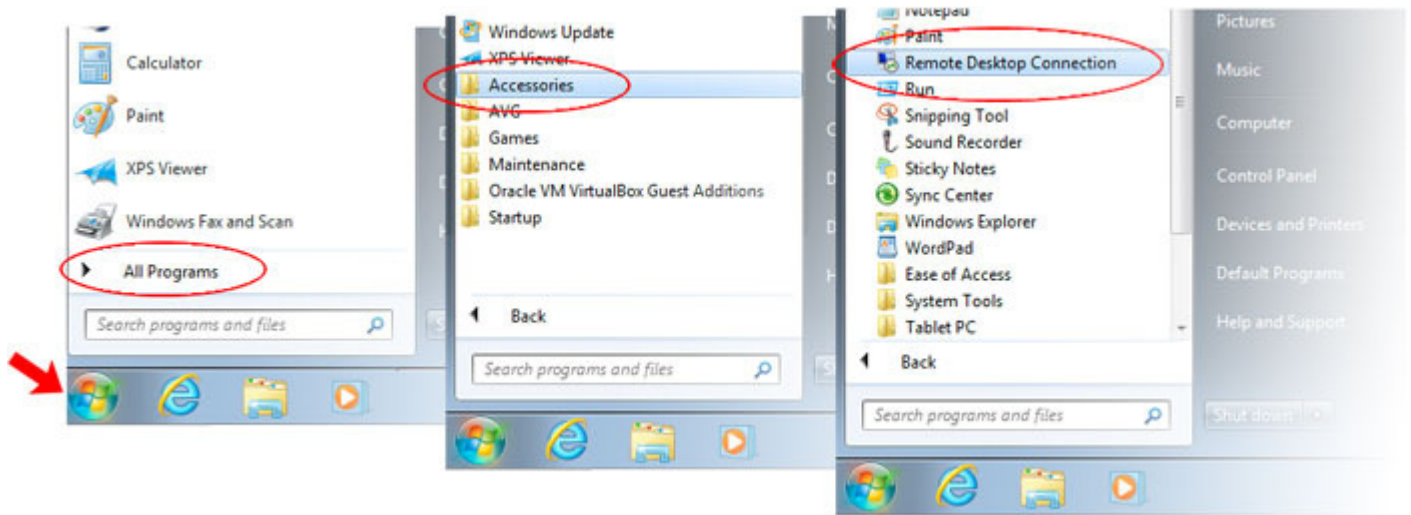 Calculator
Paint
XPS Viewer
Windows Fax and Scan
All Programs
Search programs and files
Windows Update
XPS Viewer
Accessories
AVG
Games
Maintenance
Oracle VM VirtualBox Guest Additions
Startup
Back
Search programs and files
Notepad
Paint
Remote Desktop Connection
Run
Snipping Tool
Sound Recorder
Sticky Notes
Sync Center
Windows Explorer
WordPad
Ease of Access
System Tools
Tablet PC
Back
Search programs and files
Pictures
Music
Computer
Control Panel
Devices and Printers
Default Programs
Help and Support
Shut down